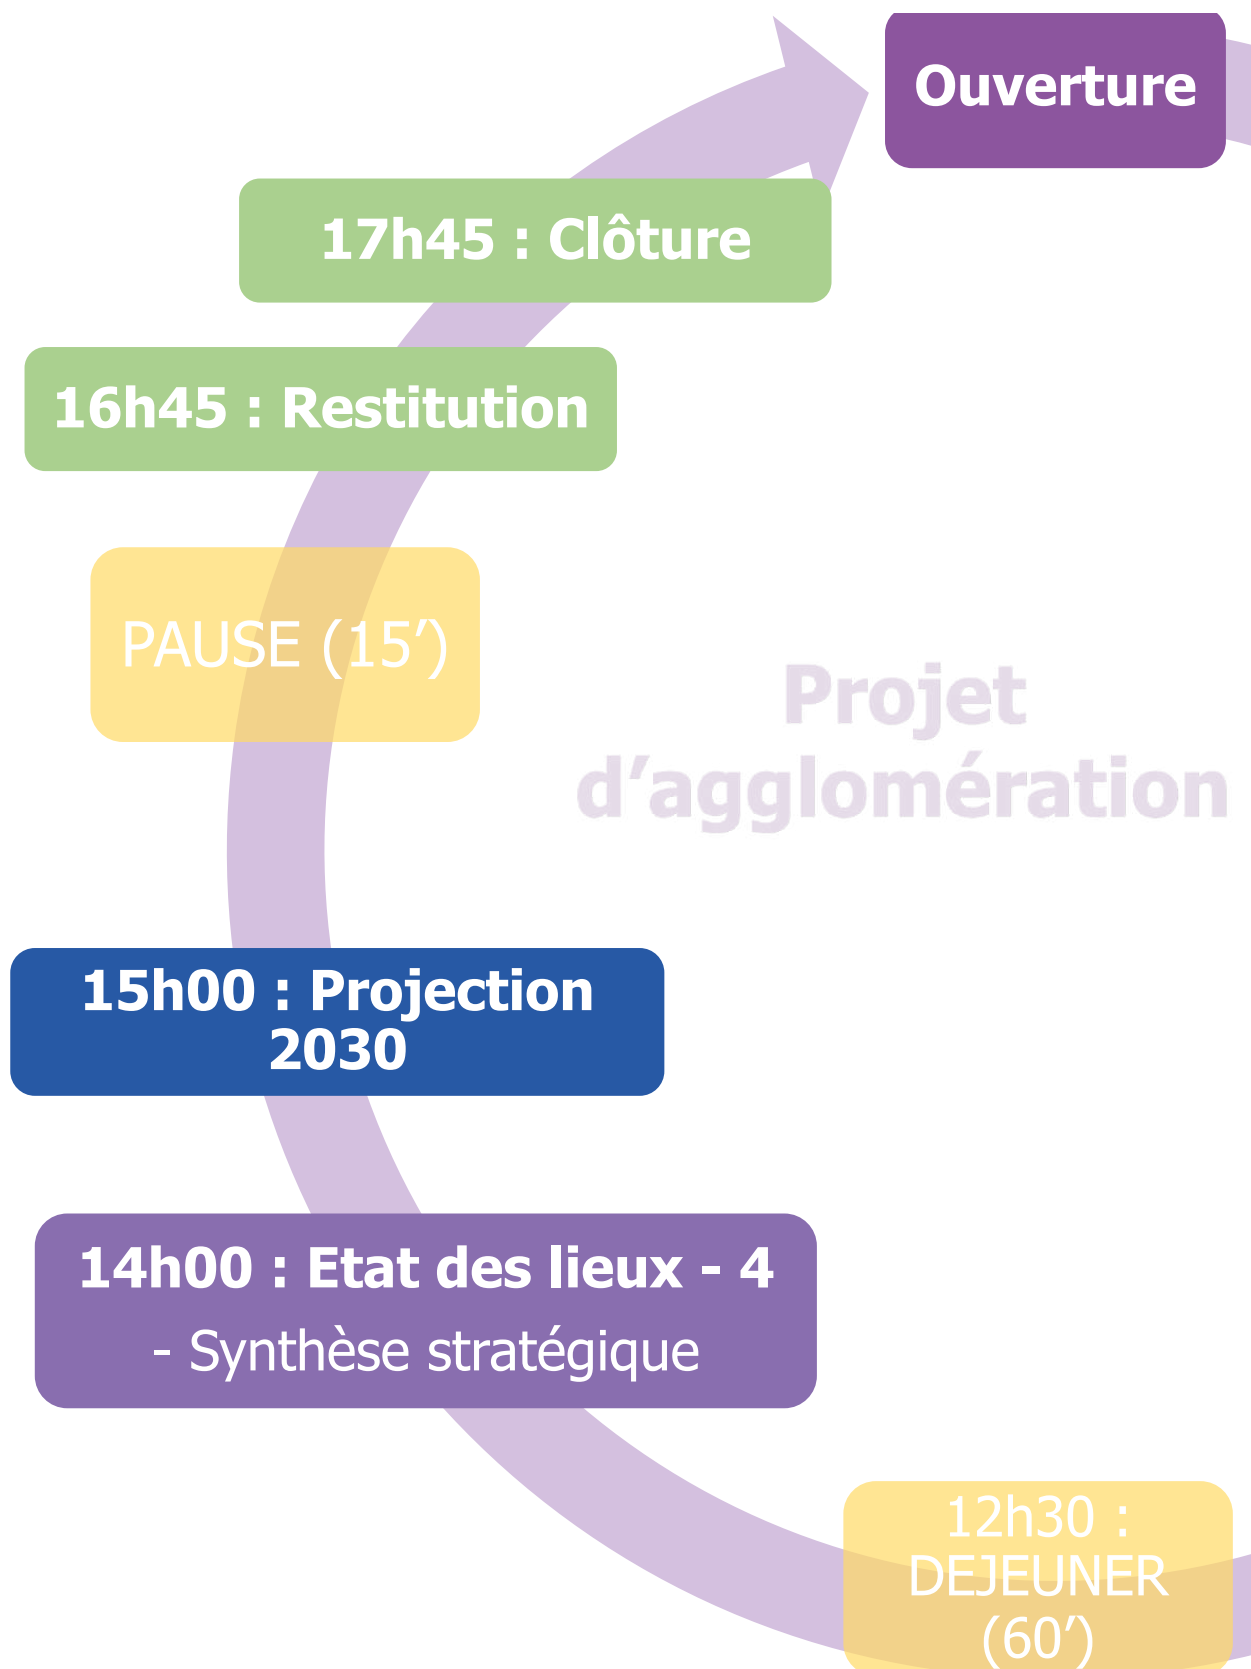 Ouverture
17h45 : Clôture
16h45 : Restitution
PAUSE (15’)
Projet
d’agglomération
15h00 : Projection
2030
14h00 : Etat des lieux - 4
- Synthèse stratégique
12h30 :
DEJEUNER
(60’)